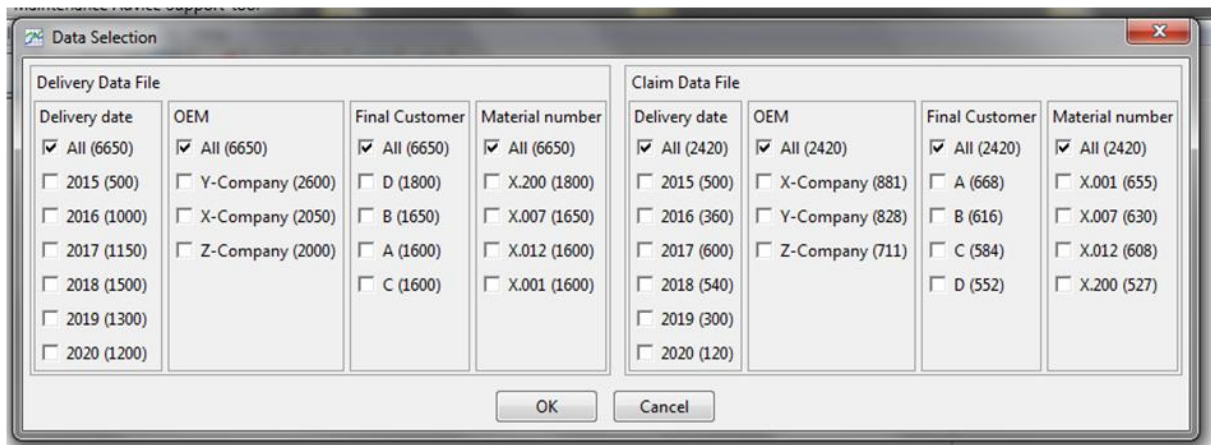 Maintenance Advice Support tool
Data Selection
Delivery Data File
Delivery date
All (6650)
2015 (500)
2016 (1000)
2017 (1150)
2018 (1500)
2019 (1300)
2020 (1200)
OEM
All (6650)
Y-Company (2600)
X-Company (2050)
Z-Company (2000)
Final Customer
All (6650)
D (1800)
B (1650)
A (1600)
C (1600)
Material number
All (6650)
X.200 (1800)
X.007 (1650)
X.012 (1600)
X.001 (1600)
Claim Data File
Delivery date
All (2420)
2015 (500)
2016 (360)
2017 (600)
2018 (540)
2019 (300)
2020 (120)
OEM
All (2420)
X-Company (881)
Y-Company (828)
Z-Company (711)
Final Customer
All (2420)
A (668)
B (616)
C (584)
D (552)
Material number
All (2420)
X.001 (655)
X.007 (630)
X.012 (608)
X.200 (527)
OK
Cancel